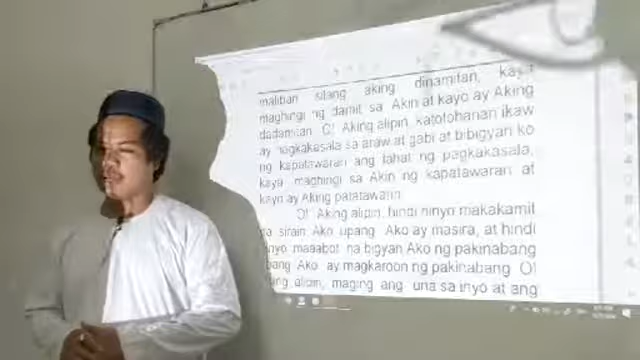 maliban silang aking dinamitan, kaya
maghingi ng damit sa Akin at kayo ay Aking
dadamitan O! Aking alipin, katotohanan ikaw
ay nagkakasala sa araw at gabi at bibigyan ko
ng kapatawaran ang lahat ng pagkakasala,
kaya maghingi sa Akin ng kapatawaran at
kayo ay Aking patatawarin
O! Aking alipin, hindi ninyo makakamit
na sirain Ako upang Ako ay masira, at hindi
inyo maaabot na bigyan Ako ng pakinabang
pang Ako ay magkaroon ng pakinabang O!
king alipin, maging ang una sa inyo at ang